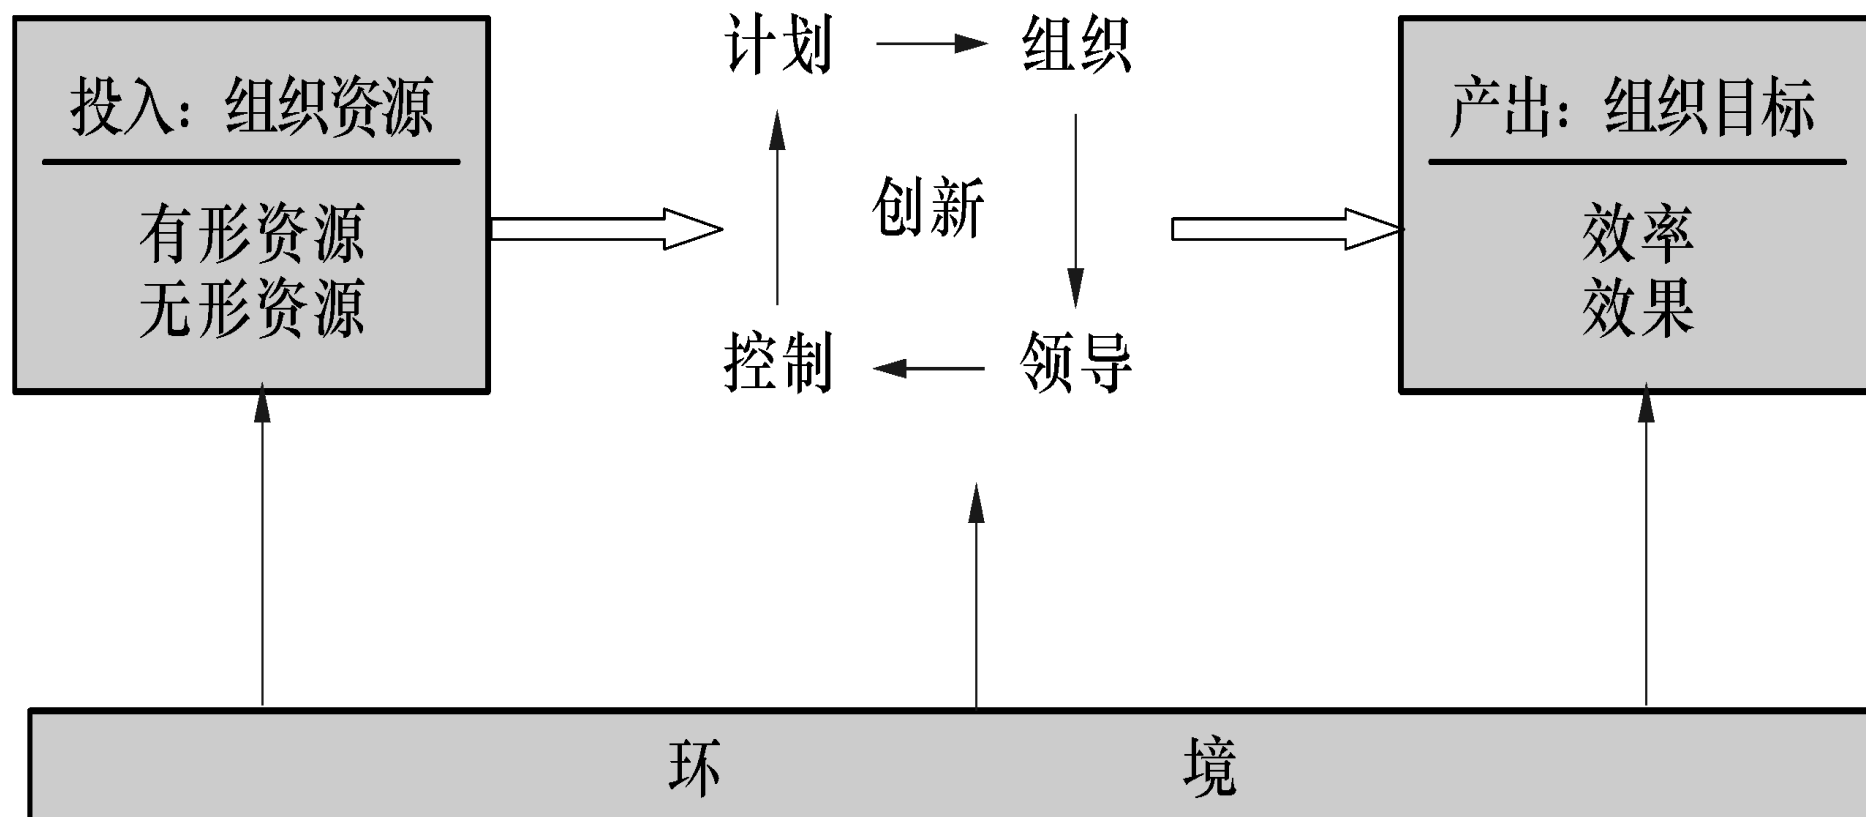 投入：组织资源
有形资源
无形资源
计划
组织
创新
控制
领导
产出：组织目标
效率
效果
环境